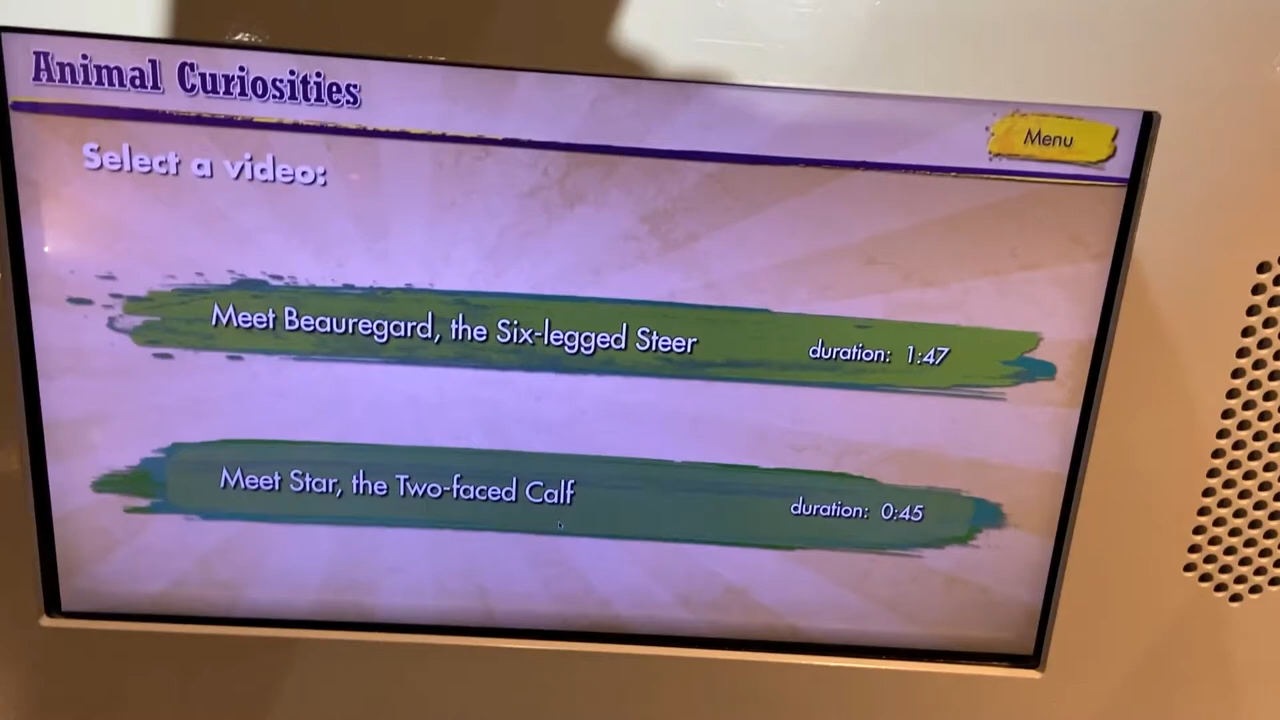 Animal Curiosities
Menu
Select a video:
Meet Beauregard, the Six-legged Steer duration: 1:47
Meet Star, the Two-faced Calf duration: 0:45